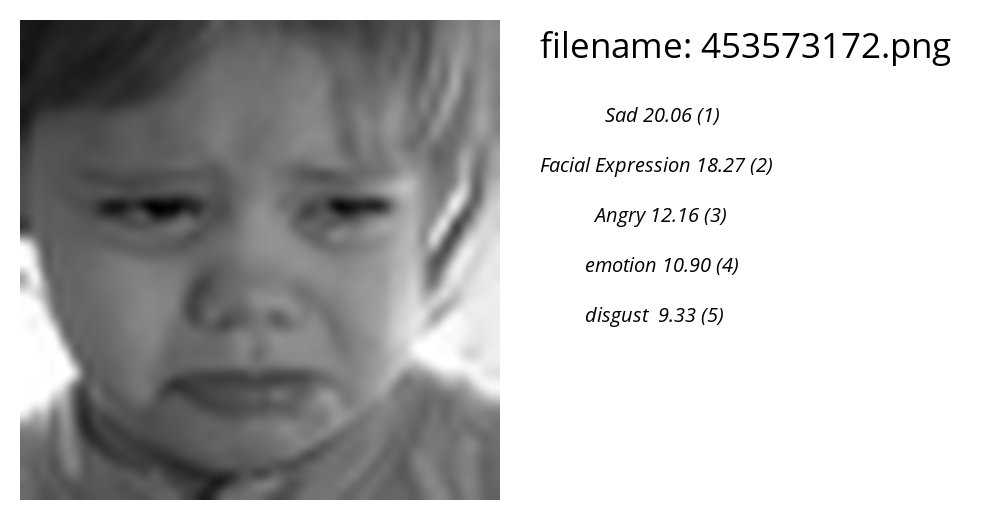 filename: 453573172.png
Sad 20.06 (1)
Facial Expression 18.27 (2)
Angry 12.16 (3)
emotion 10.90 (4)
disgust 9.33 (5)